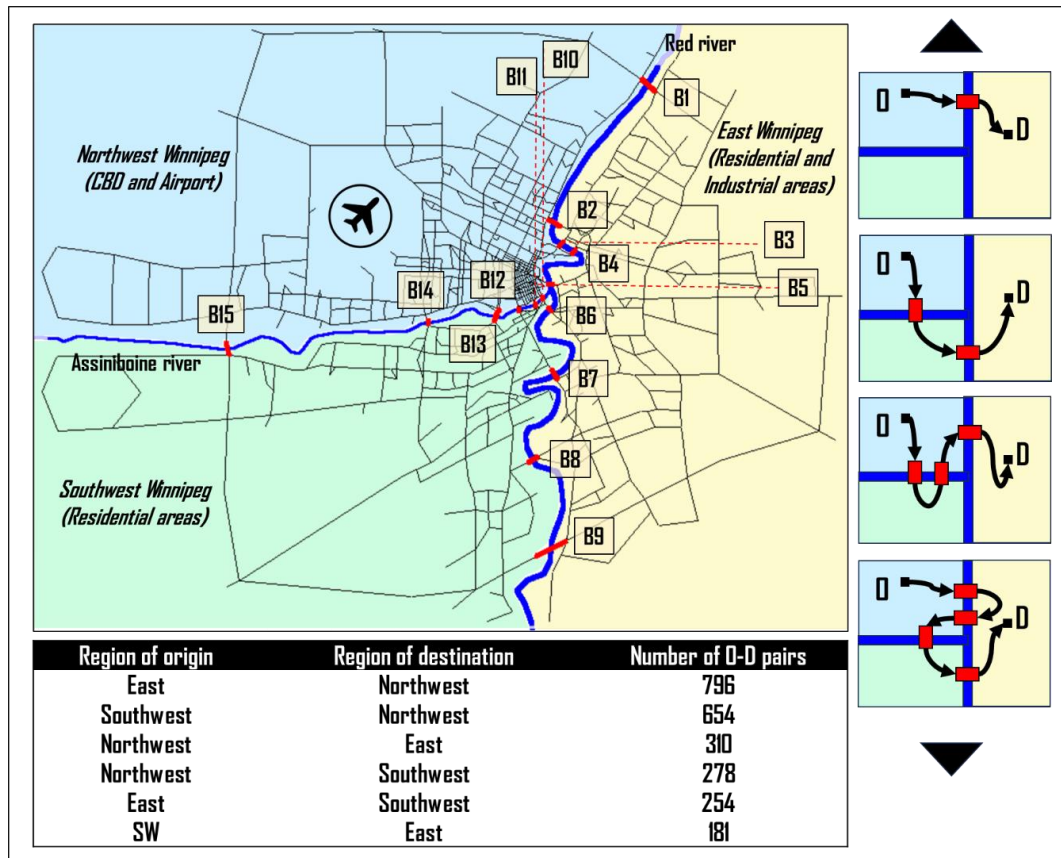 Red river
B10
B11
B1
Northwest Winnipeg
(CBD and Airport)
East Winnipeg
(Residential and
Industrial areas)
B2
B3
B4
B12
B5
B14
B15
B6
B13
Assiniboine river
B7
B8
Southwest Winnipeg
(Residential areas)
B9
O
D
O
D
O
D
O
D
Region of origin Region of destination Number of O-D pairs
East Northwest 796
Southwest Northwest 654
Northwest East 310
Northwest Southwest 278
East Southwest 254
SW East 181